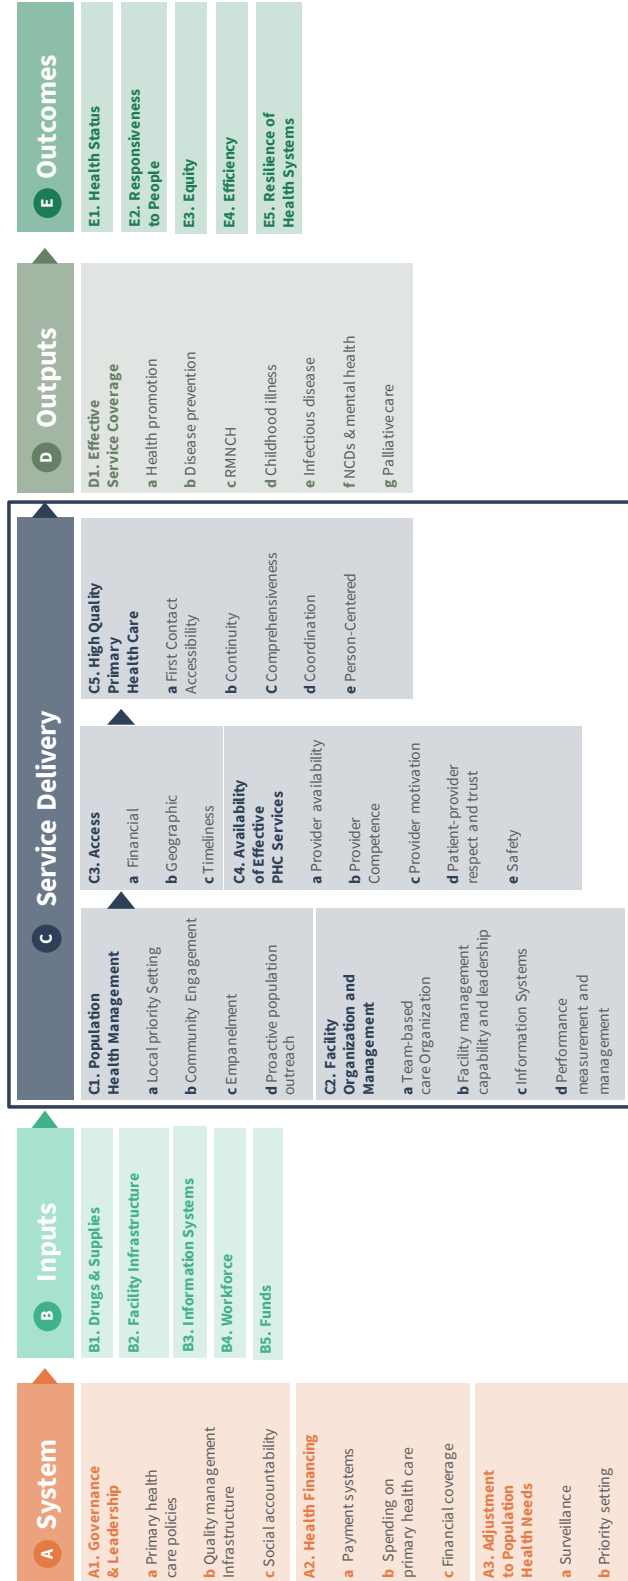 A System
A1. Governance
& Leadership
a Primary health
care policies
b Quality management
Infrastructure
c Social accountability
A2. Health Financing
a Payment systems
b Spending on
primary health care
c Financial coverage
A3. Adjustment
to Population
Health Needs
a Surveillance
b Priority setting
B Inputs
B1. Drugs & Supplies
B2. Facility Infrastructure
B3. Information Systems
B4. Workforce
B5. Funds
C Service Delivery
C1. Population
Health Management
a Local priority Setting
b Community Engagement
c Empanelment
d Proactive population
outreach
C2. Facility
Organization and
Management
a Team-based
care Organization
b Facility management
capability and leadership
c Information Systems
d Performance
measurement and
management
C3. Access
a Financial
b Geographic
c Timeliness
C4. Availability
of Effective
PHC Services
a Provider availability
b Provider
Competence
c Provider motivation
d Patient-provider
respect and trust
e Safety
C5. High Quality
Primary
Health Care
a First Contact
Accessibility
b Continuity
C Comprehensiveness
d Coordination
e Person-Centered
D Outputs
D1. Effective
Service Coverage
a Health promotion
b Disease prevention
c RMNCH
d Childhood illness
e Infectious disease
f NCDs & mental health
g Palliative care
E Outcomes
E1. Health Status
E2. Responsiveness
to People
E3. Equity
E4. Efficiency
E5. Resilience of
Health Systems